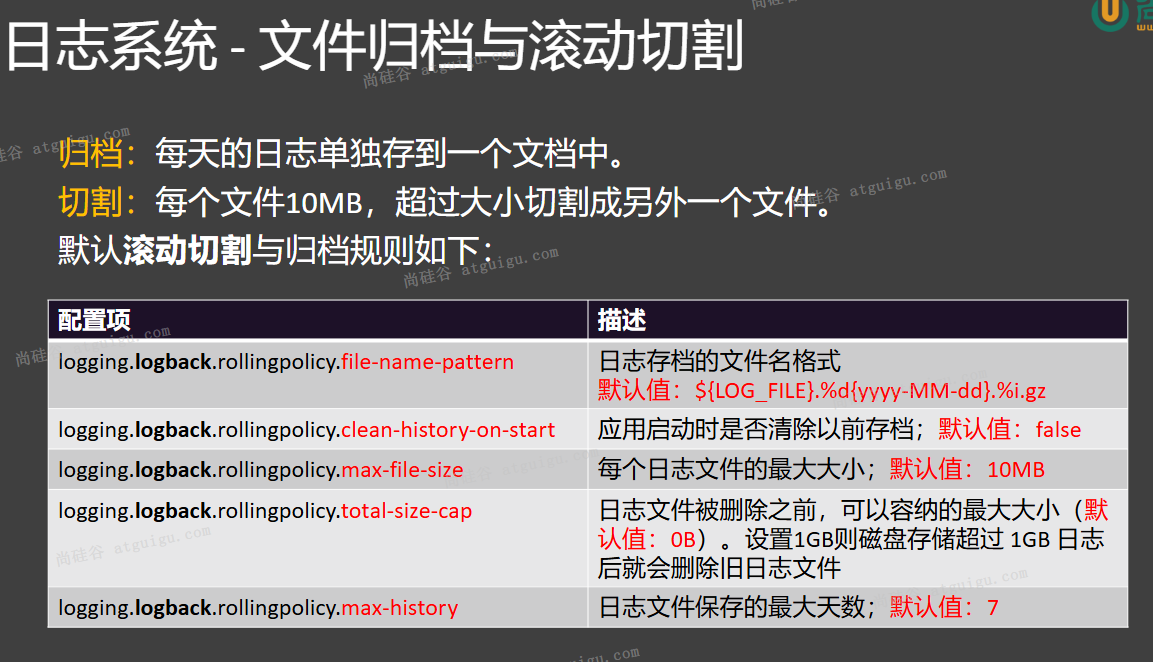 日志系统 - 文件归档与滚动切割
归档：每天的日志单独存到一个文档中。
切割：每个文件10MB，超过大小切割成另外一个文件。
默认滚动切割与归档规则如下：
配置项 描述
logging.logback.rollingpolicy.file-name-pattern 日志存档的文件名格式
默认值：${LOG_FILE}.%d{yyyy-MM-dd}.%i.gz
logging.logback.rollingpolicy.clean-history-on-start 应用启动时是否清除以前存档；默认值：false
logging.logback.rollingpolicy.max-file-size 每个日志文件的最大大小；默认值：10MB
logging.logback.rollingpolicy.total-size-cap 日志文件被删除之前，可以容纳的最大大小（默
认值：0B）。设置1GB则磁盘存储超过 1GB 日志
后就会删除旧日志文件
logging.logback.rollingpolicy.max-history 日志文件保存的最大天数；默认值：7
尚硅谷 atguigu.com